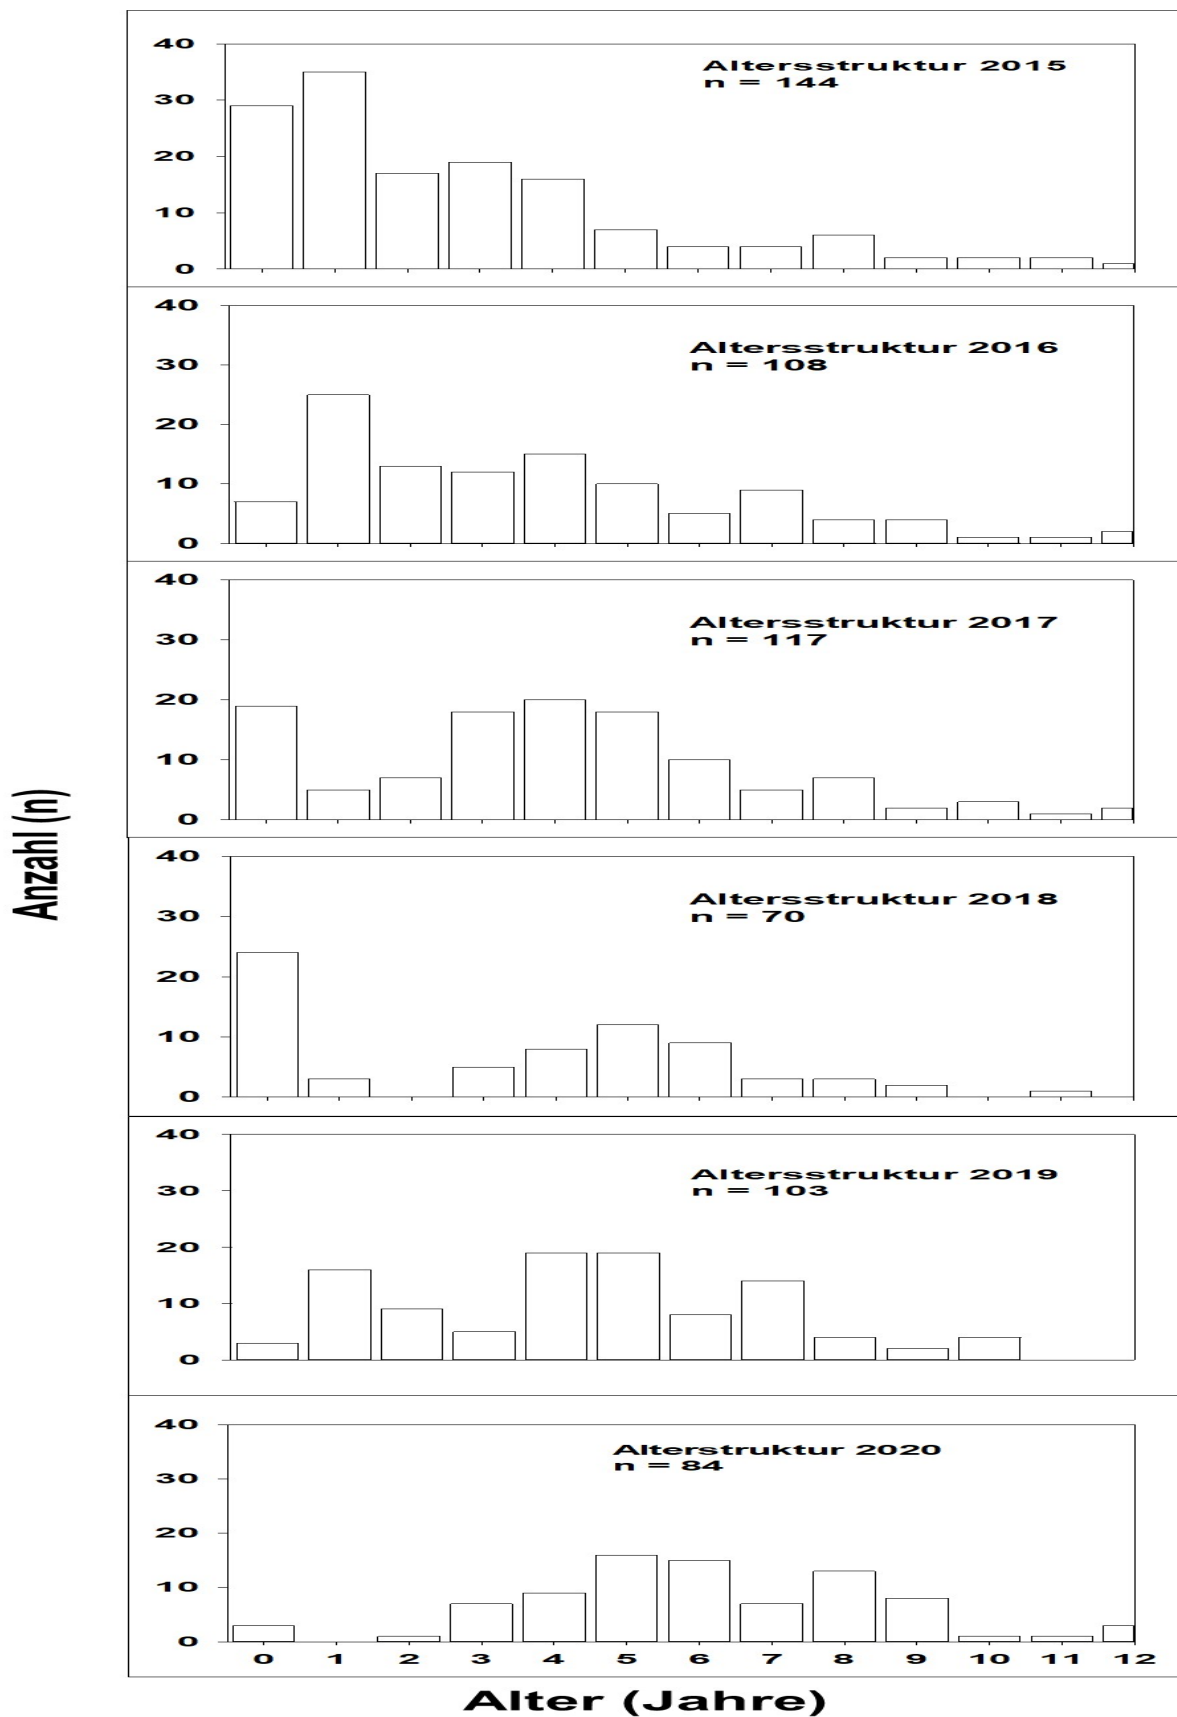 Anzahl (n)
40
30
20
10
0
Altersstruktur 2015
n = 144
40
30
20
10
0
Altersstruktur 2016
n = 108
40
30
20
10
0
Altersstruktur 2017
n = 117
40
30
20
10
0
Altersstruktur 2018
n = 70
40
30
20
10
0
Altersstruktur 2019
n = 103
40
30
20
10
0
Alterstruktur 2020
n = 84
0 1 2 3 4 5 6 7 8 9 10 11 12
Alter (Jahre)